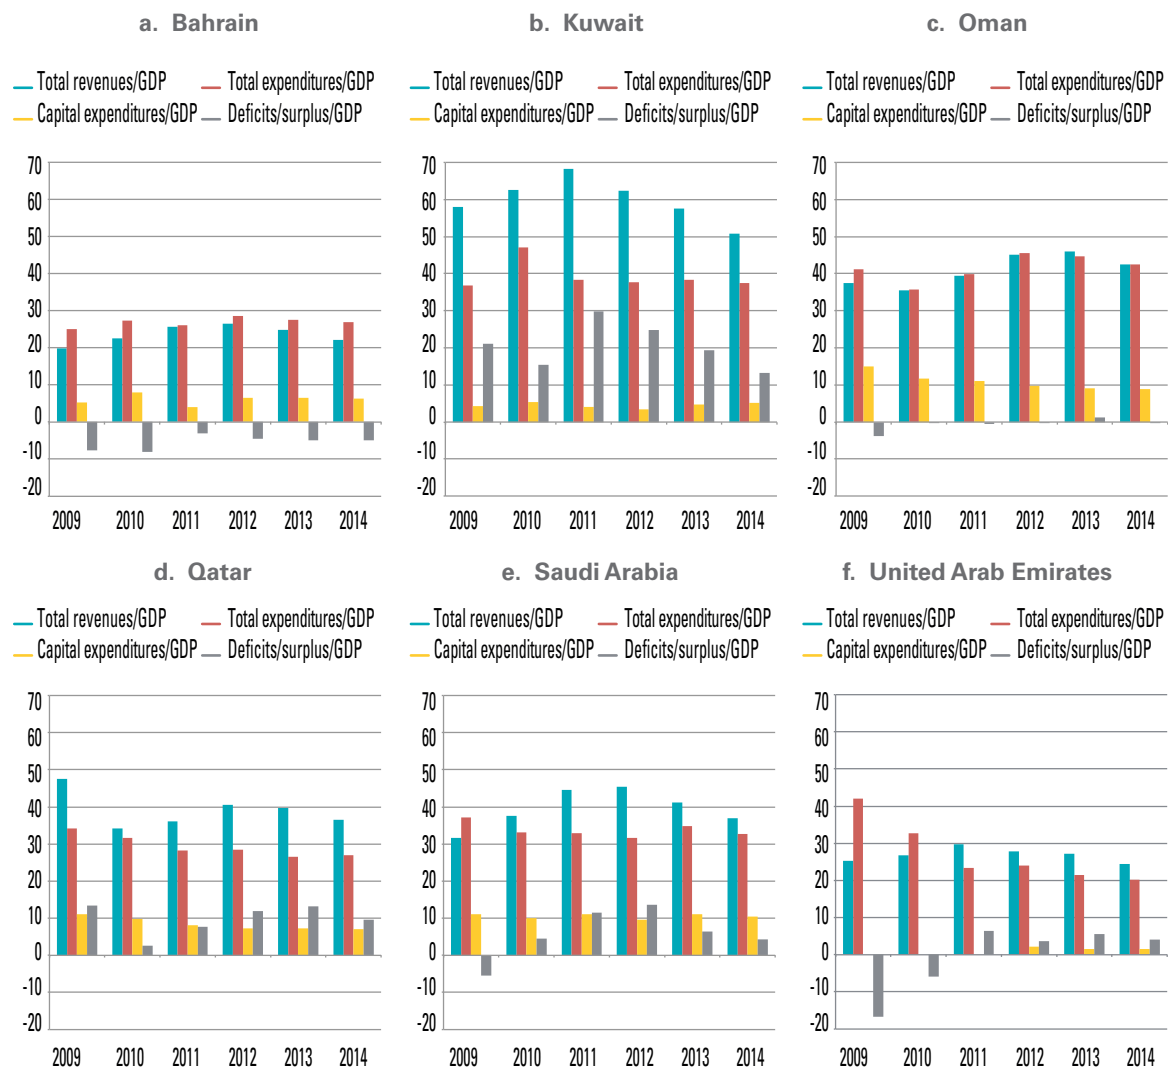 a. Bahrain
Total revenues/GDP Total expenditures/GDP
Capital expenditures/GDP Deficits/surplus/GDP
70
60
50
40
30
20
10
0
-10
-20
2009 2010 2011 2012 2013 2014
b. Kuwait
Total revenues/GDP Total expenditures/GDP
Capital expenditures/GDP Deficits/surplus/GDP
70
60
50
40
30
20
10
0
-10
-20
2009 2010 2011 2012 2013 2014
c. Oman
Total revenues/GDP Total expenditures/GDP
Capital expenditures/GDP Deficits/surplus/GDP
70
60
50
40
30
20
10
0
-10
-20
2009 2010 2011 2012 2013 2014
d. Qatar
Total revenues/GDP Total expenditures/GDP
Capital expenditures/GDP Deficits/surplus/GDP
70
60
50
40
30
20
10
0
-10
-20
2009 2010 2011 2012 2013 2014
e. Saudi Arabia
Total revenues/GDP Total expenditures/GDP
Capital expenditures/GDP Deficits/surplus/GDP
70
60
50
40
30
20
10
0
-10
-20
2009 2010 2011 2012 2013 2014
f. United Arab Emirates
Total revenues/GDP Total expenditures/GDP
Capital expenditures/GDP Deficits/surplus/GDP
70
60
50
40
30
20
10
0
-10
-20
2009 2010 2011 2012 2013 2014